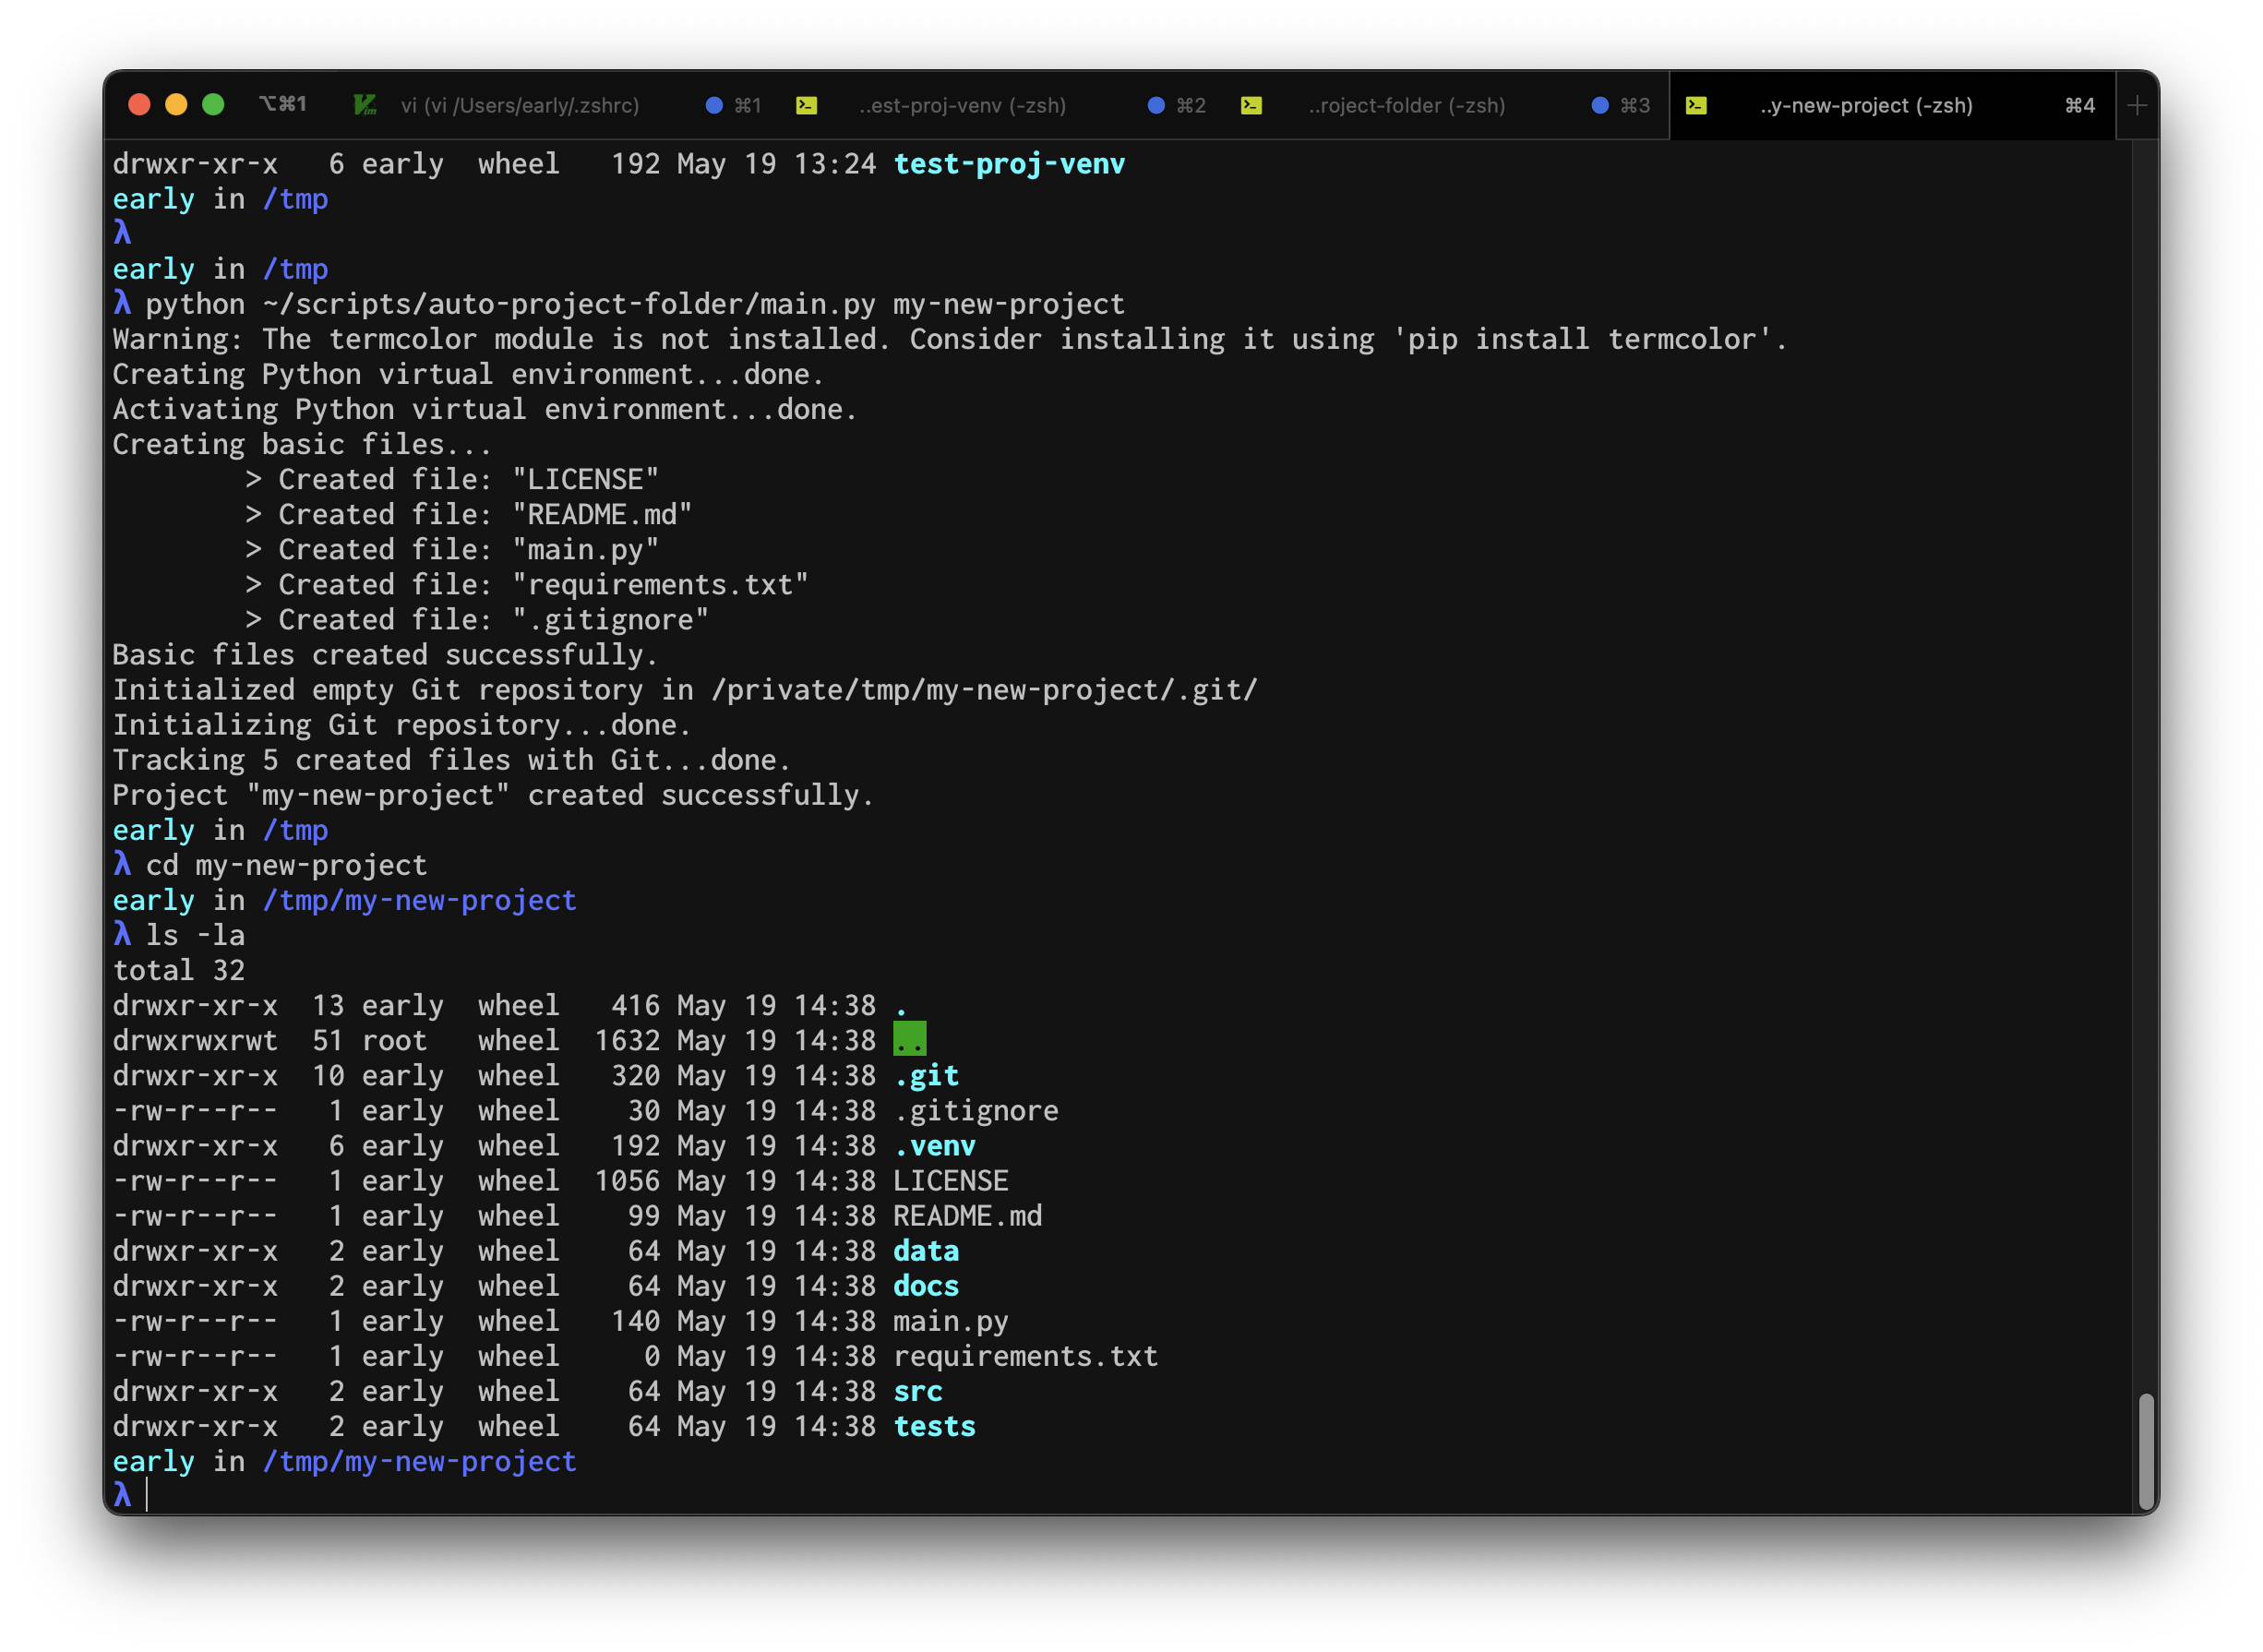 ⌥⌘1 vi (vi /Users/early/.zshrc) ⌘1 ..est-proj-venv (-zsh) ⌘2 ..roject-folder (-zsh) ⌘3 ..y-new-project (-zsh) ⌘4 +
drwxr-xr-x   6 early  wheel   192 May 19 13:24 test-proj-venv
early in /tmp
λ
early in /tmp
λ python ~/scripts/auto-project-folder/main.py my-new-project
Warning: The termcolor module is not installed. Consider installing it using 'pip install termcolor'.
Creating Python virtual environment...done.
Activating Python virtual environment...done.
Creating basic files...
        > Created file: "LICENSE"
        > Created file: "README.md"
        > Created file: "main.py"
        > Created file: "requirements.txt"
        > Created file: ".gitignore"
Basic files created successfully.
Initialized empty Git repository in /private/tmp/my-new-project/.git/
Initializing Git repository...done.
Tracking 5 created files with Git...done.
Project "my-new-project" created successfully.
early in /tmp
λ cd my-new-project
early in /tmp/my-new-project
λ ls -la
total 32
drwxr-xr-x  13 early  wheel   416 May 19 14:38 .
drwxrwxrwt  51 root   wheel  1632 May 19 14:38 ..
drwxr-xr-x  10 early  wheel   320 May 19 14:38 .git
-rw-r--r--   1 early  wheel    30 May 19 14:38 .gitignore
drwxr-xr-x   6 early  wheel   192 May 19 14:38 .venv
-rw-r--r--   1 early  wheel  1056 May 19 14:38 LICENSE
-rw-r--r--   1 early  wheel    99 May 19 14:38 README.md
drwxr-xr-x   2 early  wheel    64 May 19 14:38 data
drwxr-xr-x   2 early  wheel    64 May 19 14:38 docs
-rw-r--r--   1 early  wheel   140 May 19 14:38 main.py
-rw-r--r--   1 early  wheel     0 May 19 14:38 requirements.txt
drwxr-xr-x   2 early  wheel    64 May 19 14:38 src
drwxr-xr-x   2 early  wheel    64 May 19 14:38 tests
early in /tmp/my-new-project
λ